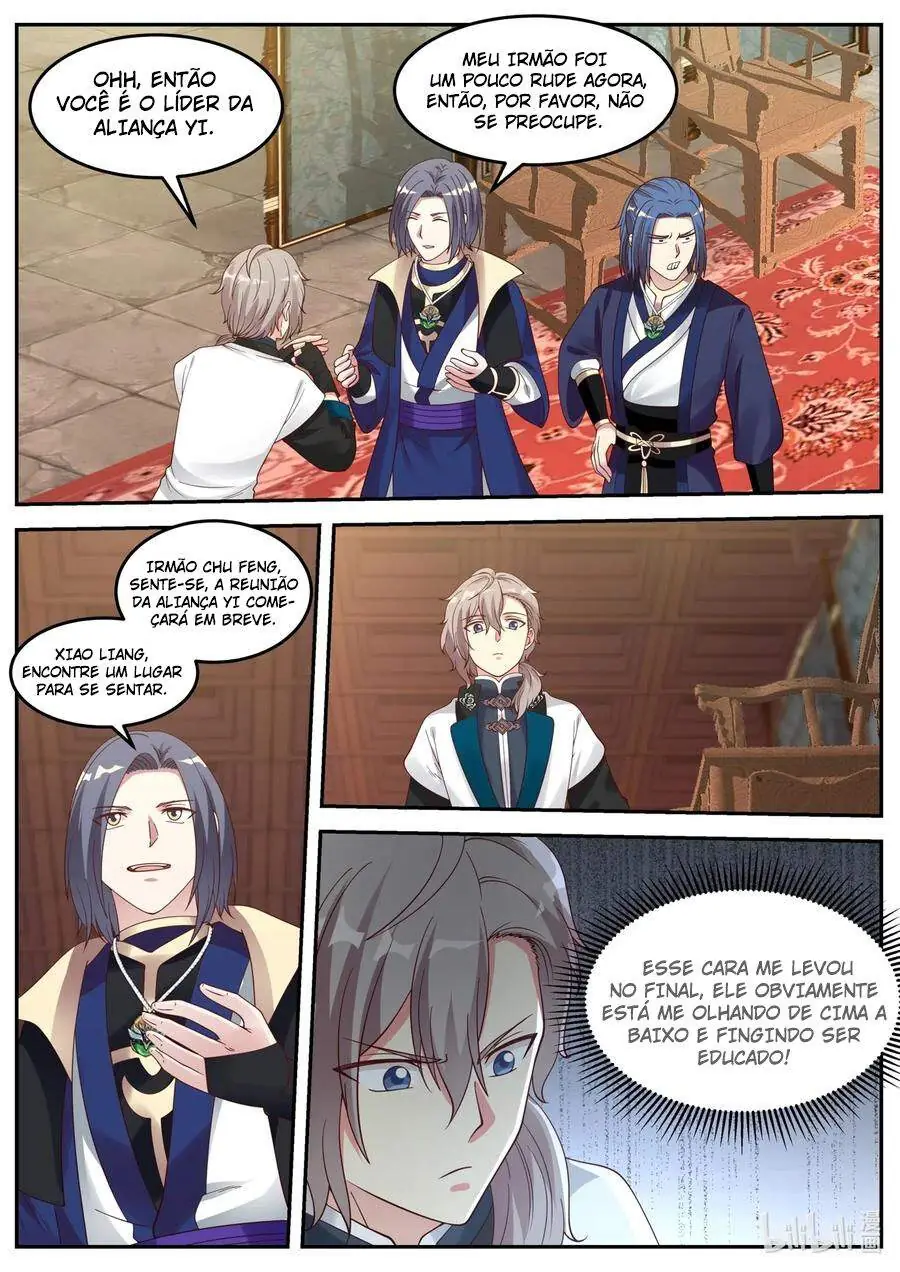 OHH, ENTÃO
VOCÊ É O LÍDER DA
ALIANÇA YI.
MEU IRMÃO FOI
UM POUCO RUDE AGORA,
ENTÃO, POR FAVOR, NÃO
SE PREOCUPE.
IRMÃO CHU FENG,
SENTE-SE, A REUNIÃO
DA ALIANÇA YI COME-
ÇARÁ EM BREVE.
XIAO LIANG,
ENCONTRE UM LUGAR
PARA SE SENTAR.
ESSE CARA ME LEVOU
NO FINAL, ELE OBVIAMENTE
ESTÁ ME OLHANDO DE CIMA A
BAIXO E FINGINDO SER
EDUCADO!
bilibili 漫画